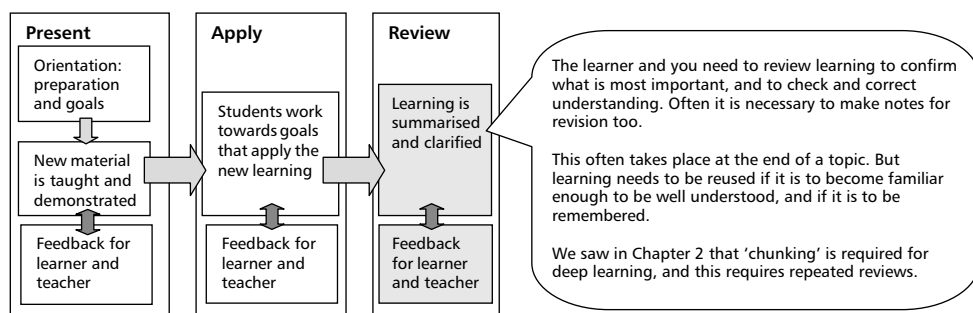 Present
Orientation:
preparation
and goals
New material
is taught and
demonstrated
Feedback for
learner and
teacher
Apply
Students work
towards goals
that apply the
new learning
Feedback for
learner and
teacher
Review
Learning is
summarised
and clarified
Feedback
for learner
and teacher
The learner and you need to review learning to confirm
what is most important, and to check and correct
understanding. Often it is necessary to make notes for
revision too.
This often takes place at the end of a topic. But
learning needs to be reused if it is to become familiar
enough to be well understood, and if it is to be
remembered.
We saw in Chapter 2 that ‘chunking’ is required for
deep learning, and this requires repeated reviews.